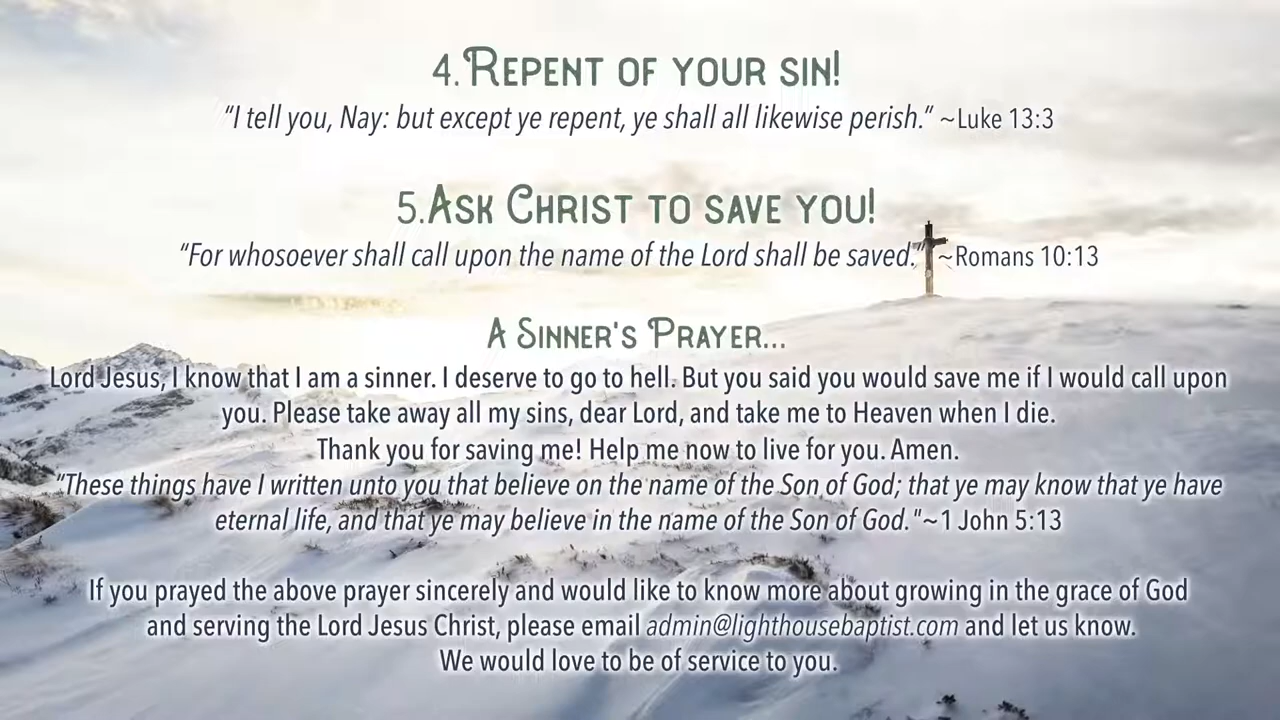 4. Repent of your sin!
“I tell you, Nay: but except ye repent, ye shall all likewise perish.” ~Luke 13:3
5. Ask Christ to save you!
“For whosoever shall call upon the name of the Lord shall be saved.” ~Romans 10:13
A Sinner's Prayer...
Lord Jesus, I know that I am a sinner. I deserve to go to hell. But you said you would save me if I would call upon
you. Please take away all my sins, dear Lord, and take me to Heaven when I die.
Thank you for saving me! Help me now to live for you. Amen.
“These things have I written unto you that believe on the name of the Son of God; that ye may know that ye have
eternal life, and that ye may believe in the name of the Son of God."~1 John 5:13
If you prayed the above prayer sincerely and would like to know more about growing in the grace of God
and serving the Lord Jesus Christ, please email admin@lighthousebaptist.com and let us know.
We would love to be of service to you.